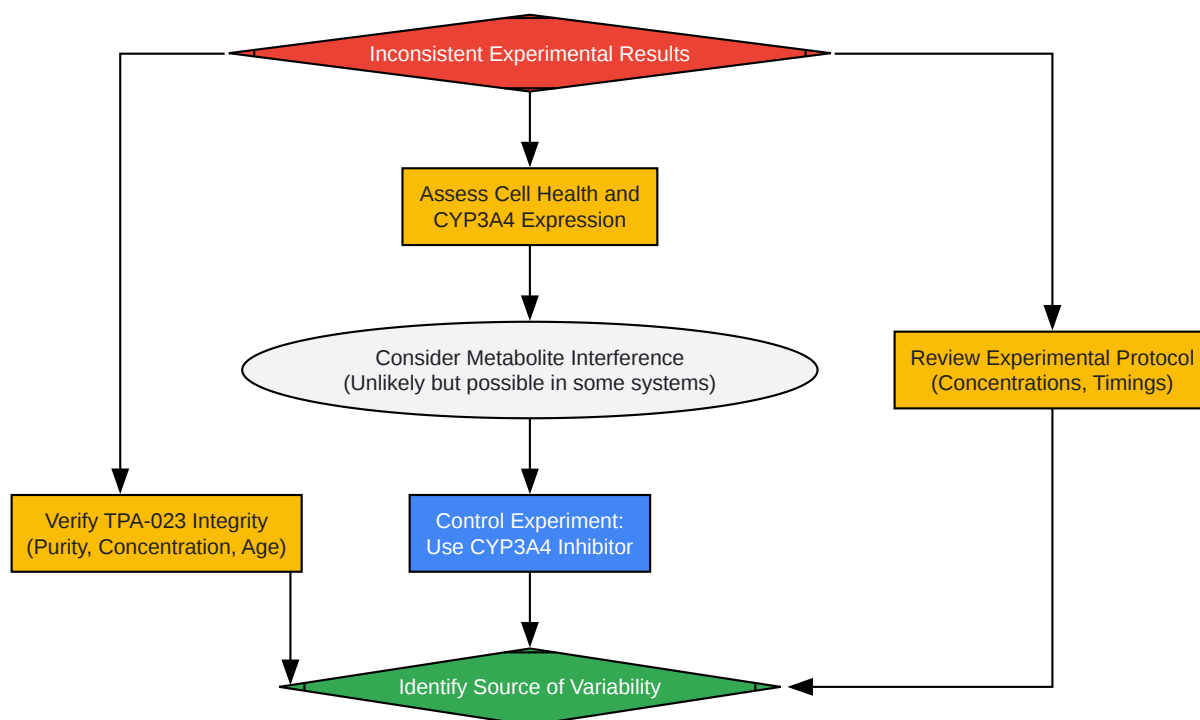 Inconsistent Experimental Results
Assess Cell Health and
CYP3A4 Expression
Consider Metabolite Interference
(Unlikely but possible in some systems)
Review Experimental Protocol
(Concentrations, Timings)
Verify TPA-023 Integrity
(Purity, Concentration, Age)
Control Experiment:
Use CYP3A4 Inhibitor
Identify Source of Variability